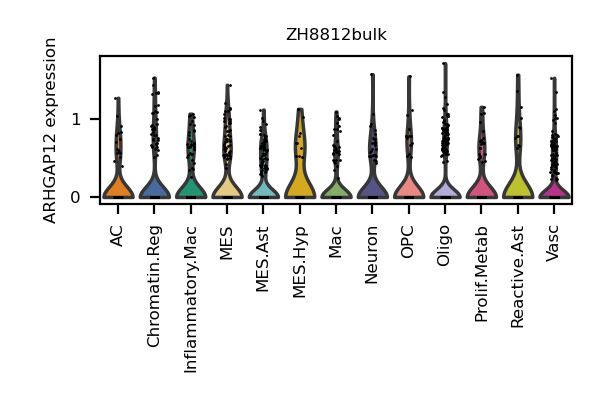 ZH8812bulk
ARHGAP12 expression
1
0
AC
Chromatin.Reg
Inflammatory.Mac
MES
MES.Ast
MES.Hyp
Mac
Neuron
OPC
Oligo
Prolif.Metab
Reactive.Ast
Vasc